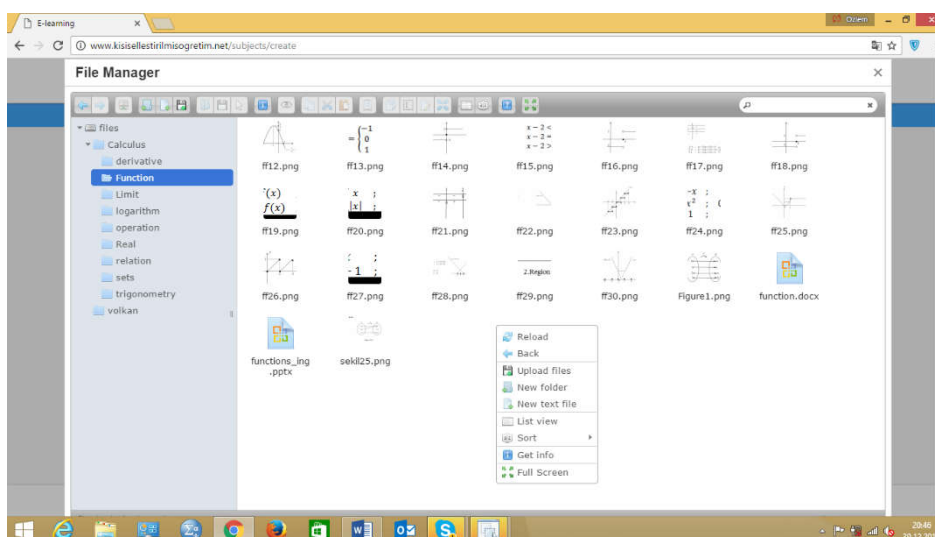 E-learning
Ozem
www.kisisellestirilmisogretim.net/subjects/create
File Manager
files
Calculus
derivative
Function
Limit
logarithm
operation
Real
relation
sets
trigonometry
volkan
ff12.png ff13.png ff14.png ff15.png ff16.png ff17.png ff18.png
ff19.png ff20.png ff21.png ff22.png ff23.png ff24.png ff25.png
2.Region
ff26.png ff27.png ff28.png ff29.png ff30.png Figure1.png function.docx
functions_ing
.pptx
sekil25.png
Reload
Back
Upload files
New folder
New text file
List view
Sort
Get info
Full Screen
20:46